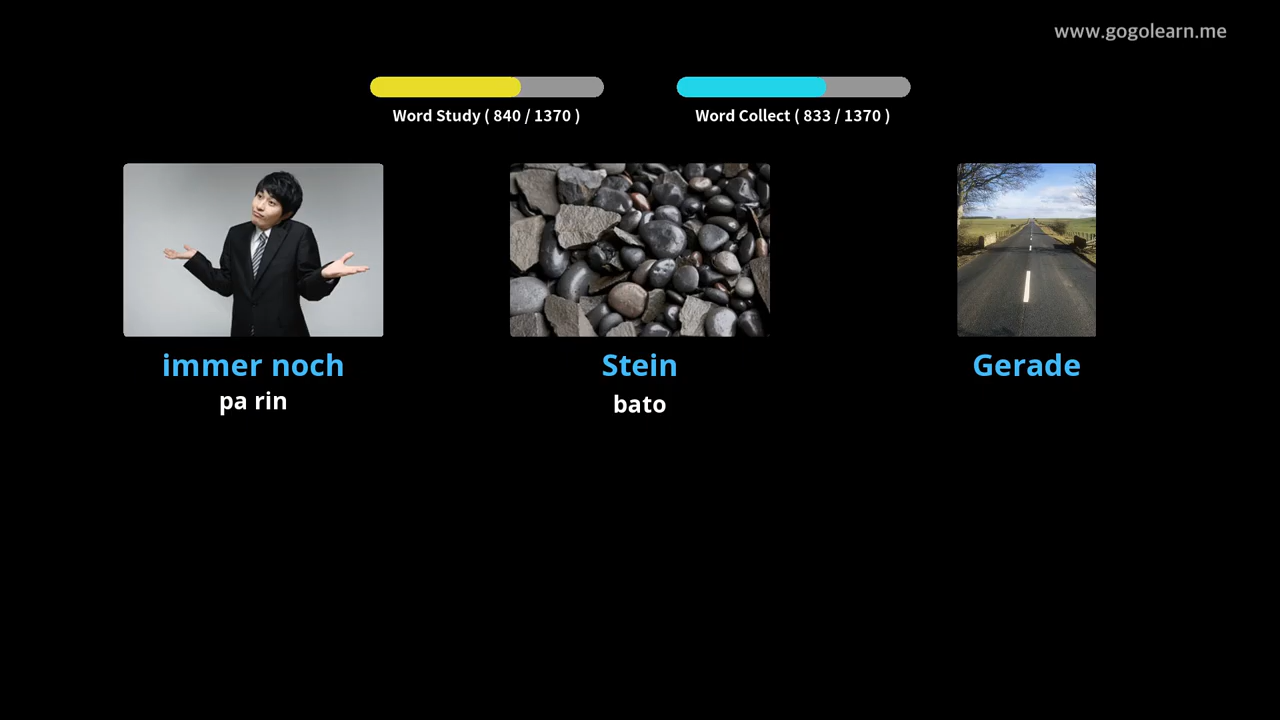 www.gogolearn.me
Word Study ( 840 / 1370 )
Word Collect ( 833 / 1370 )
immer noch
pa rin
Stein
bato
Gerade